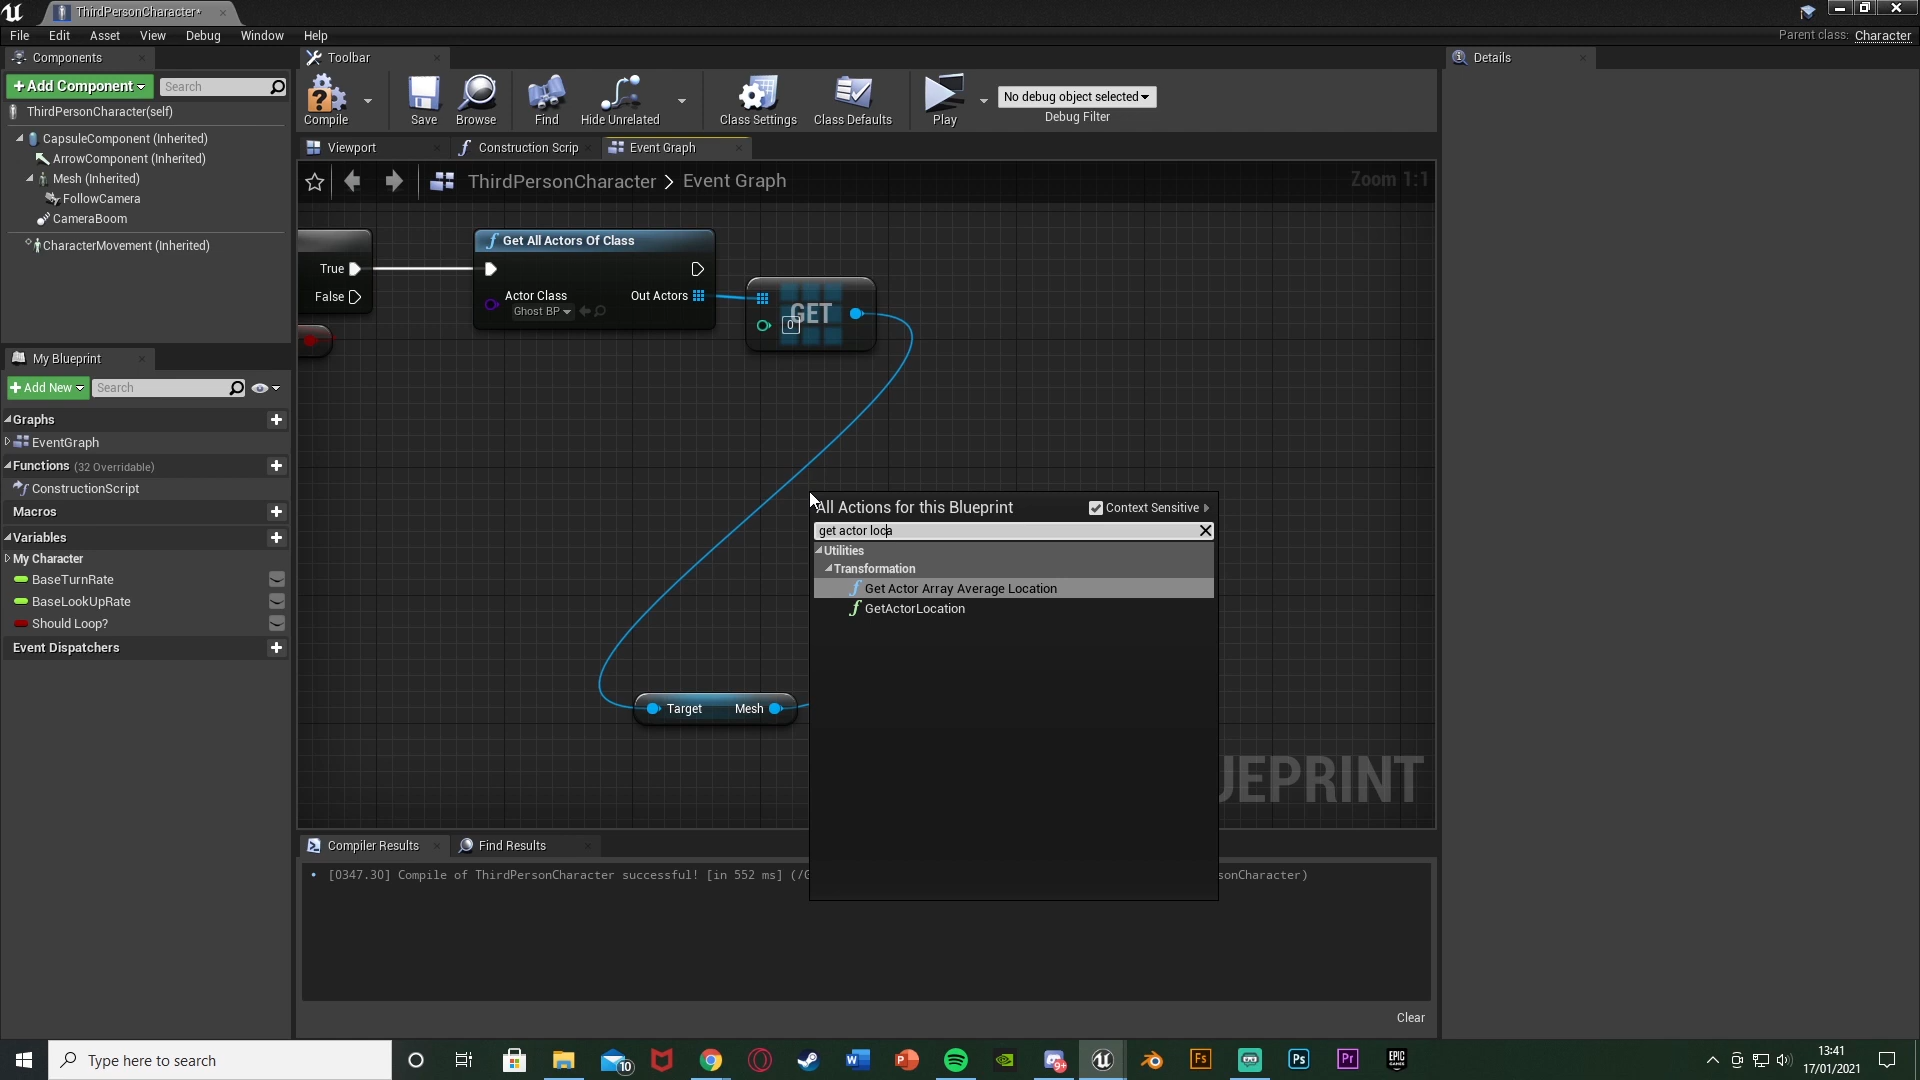 ThirdPersonCharacter*
File Edit Asset View Debug Window Help
Parent class: Character
Components
Toolbar
Details
+Add Component
Search
ThirdPersonCharacter(self)
CapsuleComponent (Inherited)
ArrowComponent (Inherited)
Mesh (Inherited)
FollowCamera
CameraBoom
CharacterMovement (Inherited)
Compile
Save
Browse
Find
Hide Unrelated
Class Settings
Class Defaults
Play
No debug object selected
Debug Filter
Viewport
Construction Scrip
Event Graph
ThirdPersonCharacter > Event Graph
Zoom 1:1
True
False
Get All Actors Of Class
Actor Class
Ghost BP
Out Actors
GET
0
Target Mesh
My Blueprint
+Add New
Search
Graphs
EventGraph
Functions (32 Overridable)
ConstructionScript
Macros
Variables
My Character
BaseTurnRate
BaseLookUpRate
Should Loop?
Event Dispatchers
All Actions for this Blueprint
Context Sensitive
get actor loca
Utilities
Transformation
Get Actor Array Average Location
GetActorLocation
Compiler Results
Find Results
[0347.30] Compile of ThirdPersonCharacter successful! [in 552 ms] (/G
sonCharacter)
Clear
Type here to search
10
W
P
9+
Fs
Ps
Pr
EPIC
GAMES
13:41
17/01/2021